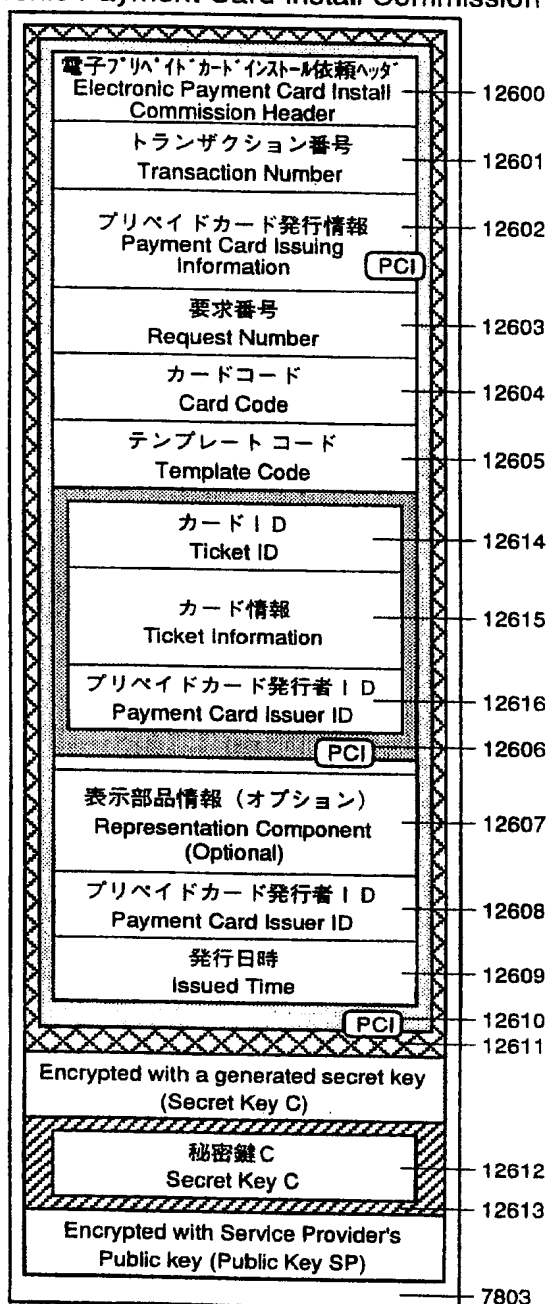 Electronic Payment Card Install Commission
電子プリペイドカードインストール依頼ヘッダ
Electronic Payment Card Install
Commission Header
12600
トランザクション番号
Transaction Number
12601
プリペイドカード発行情報
Payment Card Issuing
Information
PCI
12602
要求番号
Request Number
12603
カードコード
Card Code
12604
テンプレート コード
Template Code
12605
カードID
Ticket ID
12614
カード情報
Ticket Information
12615
プリペイドカード発行者ID
Payment Card Issuer ID
12616
PCI
12606
表示部品情報(オプション)
Representation Component
(Optional)
12607
プリペイドカード発行者ID
Payment Card Issuer ID
12608
発行日時
Issued Time
12609
PCI
12610
12611
Encrypted with a generated secret key
(Secret Key C)
秘密鍵C
Secret Key C
12612
12613
Encrypted with Service Provider's
Public key (Public Key SP)
7803